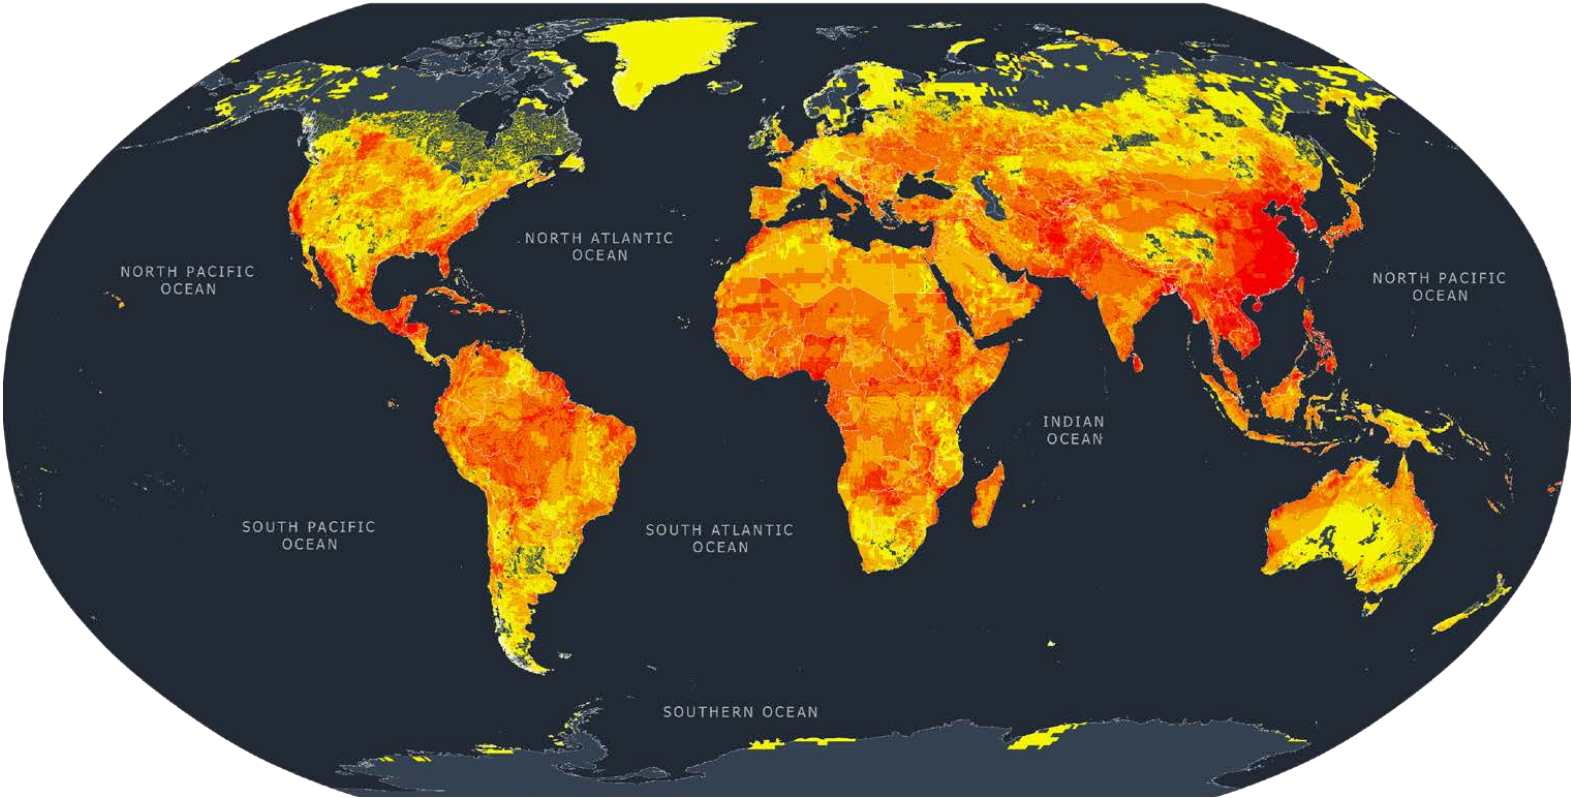 NORTH ATLANTIC
OCEAN
NORTH PACIFIC
OCEAN
NORTH PACIFIC
OCEAN
INDIAN
OCEAN
SOUTH PACIFIC
OCEAN
SOUTH ATLANTIC
OCEAN
SOUTHERN OCEAN